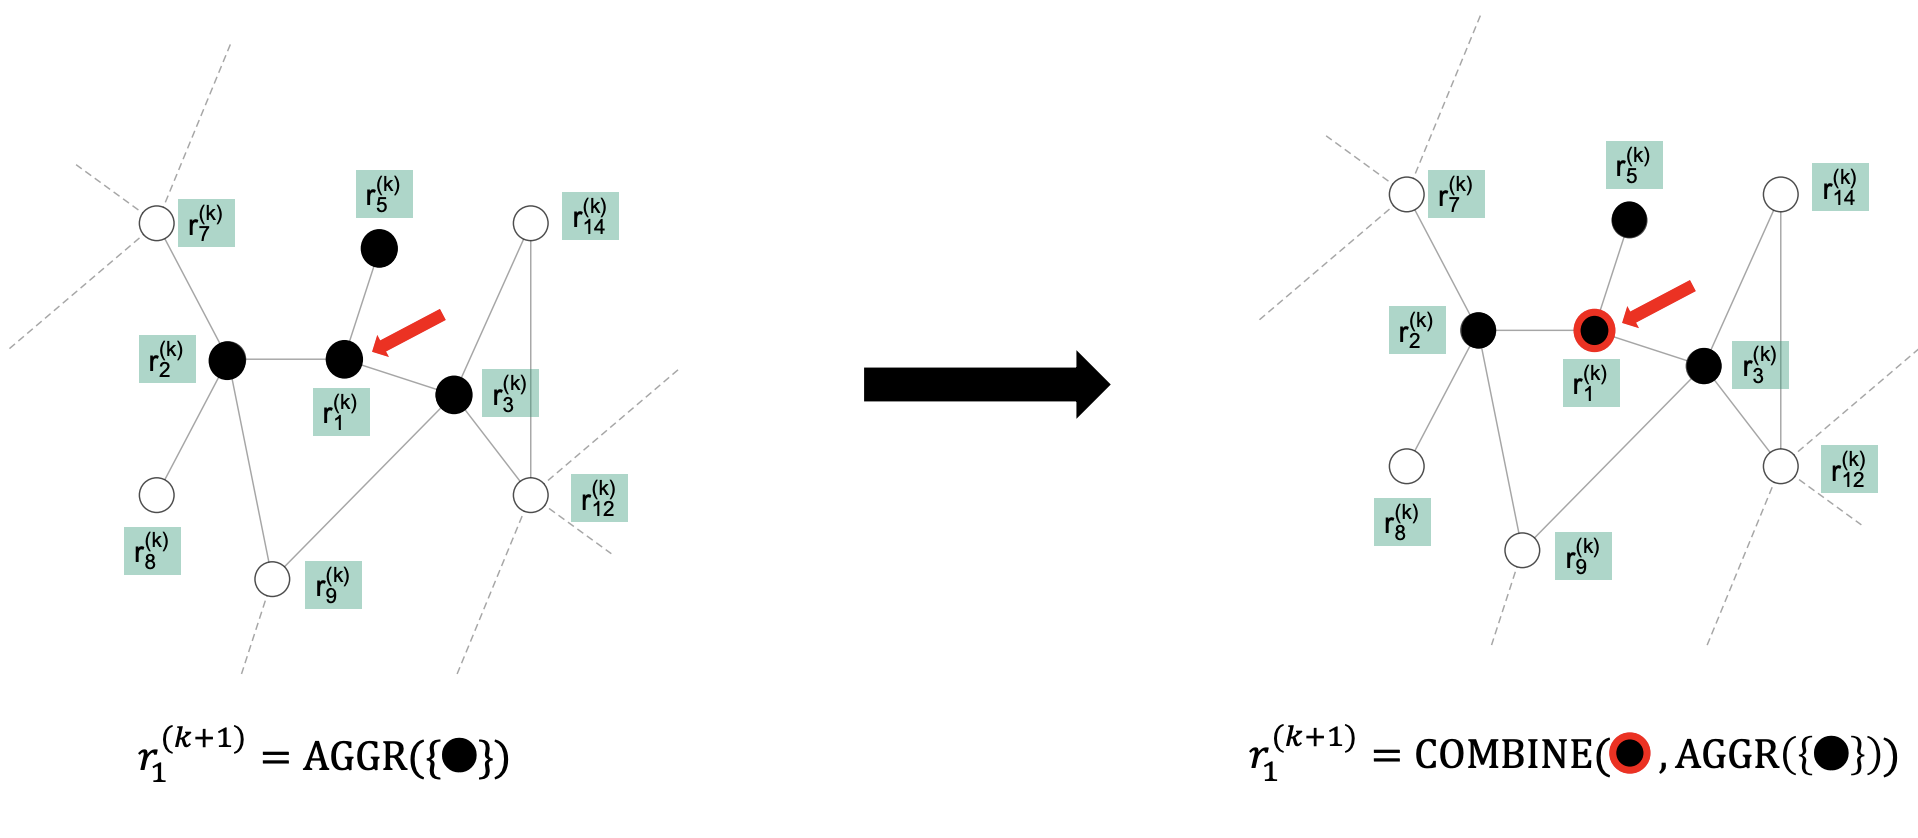 r₅⁽ᵏ⁾
r₇⁽ᵏ⁾
r₁₄⁽ᵏ⁾
r₂⁽ᵏ⁾
r₁⁽ᵏ⁾
r₃⁽ᵏ⁾
r₁₂⁽ᵏ⁾
r₈⁽ᵏ⁾
r₉⁽ᵏ⁾
r₁⁽ᵏ⁺¹⁾ = AGGR({●})
r₅⁽ᵏ⁾
r₇⁽ᵏ⁾
r₁₄⁽ᵏ⁾
r₂⁽ᵏ⁾
r₁⁽ᵏ⁾
r₃⁽ᵏ⁾
r₁₂⁽ᵏ⁾
r₈⁽ᵏ⁾
r₉⁽ᵏ⁾
r₁⁽ᵏ⁺¹⁾ = COMBINE(●, AGGR({●}))